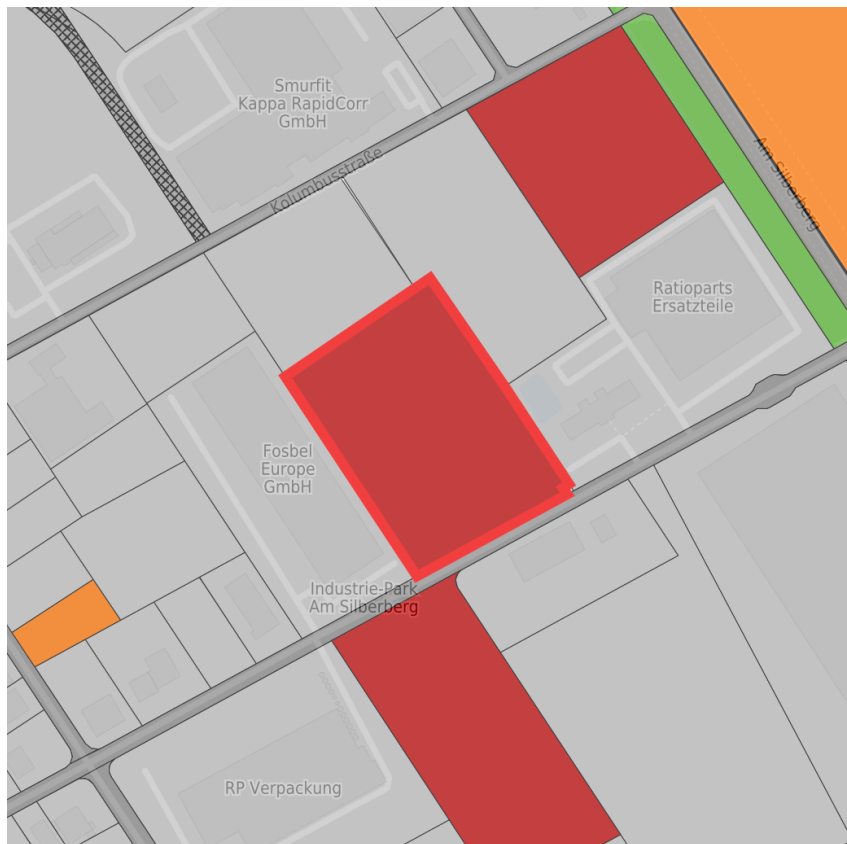 Smurfit
Kappa RapidCorr
GmbH
Kolumbusstraße
Am Silberberg
Ratioparts
Ersatzteile
Fosbel
Europe
GmbH
Industrie-Park
Am Silberberg
RP Verpackung